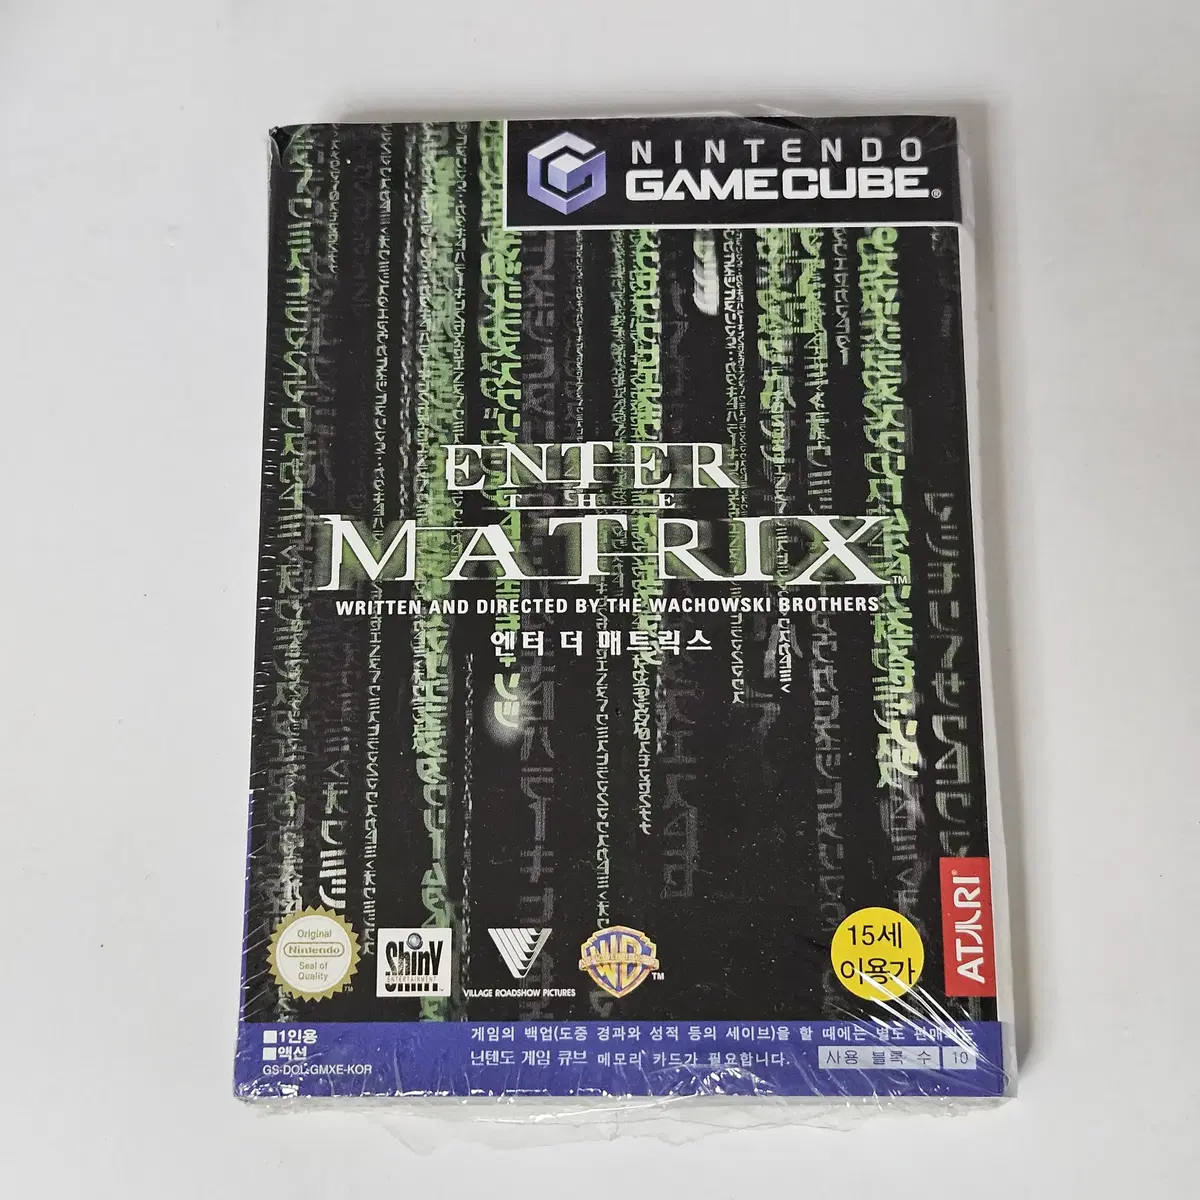 NINTENDO
GAMECUBE®
ENTER
THE
MATRIX™
WRITTEN AND DIRECTED BY THE WACHOWSKI BROTHERS
엔터 더 매트릭스
ATARI®
Original
Nintendo
Seal of
Quality
Shiny
ENTERTAINMENT
VILLAGE ROADSHOW PICTURES
WB
™
15세
이용가
■1인용
■액션
GS-DOL-GMXE-KOR
게임의 백업(도중 경과와 성적 등의 세이브)을 할 때에는 별도 판매되는
닌텐도 게임 큐브 메모리 카드가 필요합니다.
사용 블록 수 10